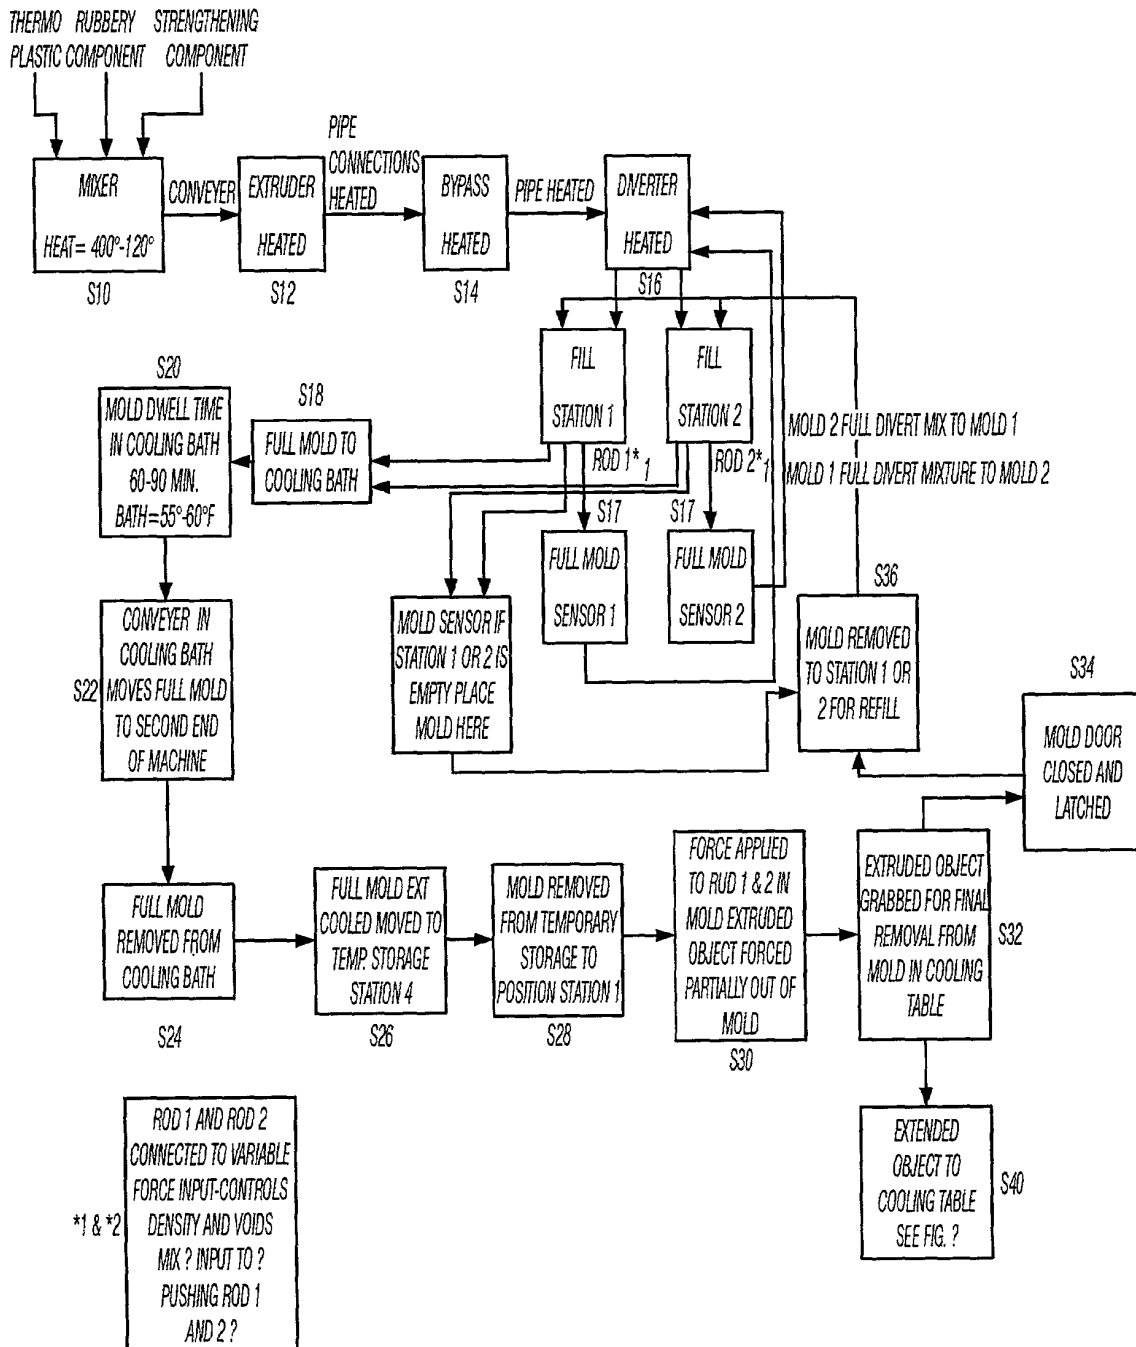 THERMO PLASTIC
RUBBERY COMPONENT
STRENGTHENING COMPONENT
MIXER
HEAT= 400°-120°
S10
CONVEYER
EXTRUDER
HEATED
S12
PIPE
CONNECTIONS
HEATED
BYPASS
HEATED
S14
PIPE HEATED
DIVERTER
HEATED
S16
FILL
STATION 1
FILL
STATION 2
ROD 1*1
ROD 2*1
MOLD 2 FULL DIVERT MIX TO MOLD 1
MOLD 1 FULL DIVERT MIXTURE TO MOLD 2
S17
FULL MOLD
SENSOR 1
S17
FULL MOLD
SENSOR 2
S18
FULL MOLD TO
COOLING BATH
S20
MOLD DWELL TIME
IN COOLING BATH
60-90 MIN.
BATH=55°-60°F
MOLD SENSOR IF
STATION 1 OR 2 IS
EMPTY PLACE
MOLD HERE
S36
MOLD REMOVED
TO STATION 1 OR
2 FOR REFILL
S34
MOLD DOOR
CLOSED AND
LATCHED
S22
CONVEYER IN
COOLING BATH
MOVES FULL MOLD
TO SECOND END
OF MACHINE
FULL MOLD
REMOVED FROM
COOLING BATH
S24
FULL MOLD EXT
COOLED MOVED TO
TEMP. STORAGE
STATION 4
S26
MOLD REMOVED
FROM TEMPORARY
STORAGE TO
POSITION STATION 1
S28
FORCE APPLIED
TO RUD 1 & 2 IN
MOLD EXTRUDED
OBJECT FORCED
PARTIALLY OUT OF
MOLD
S30
EXTRUDED OBJECT
GRABBED FOR FINAL
REMOVAL FROM
MOLD IN COOLING
TABLE
S32
EXTENDED
OBJECT TO
COOLING TABLE
SEE FIG. ?
S40
*1 & *2
ROD 1 AND ROD 2
CONNECTED TO VARIABLE
FORCE INPUT-CONTROLS
DENSITY AND VOIDS
MIX ? INPUT TO ?
PUSHING ROD 1
AND 2 ?